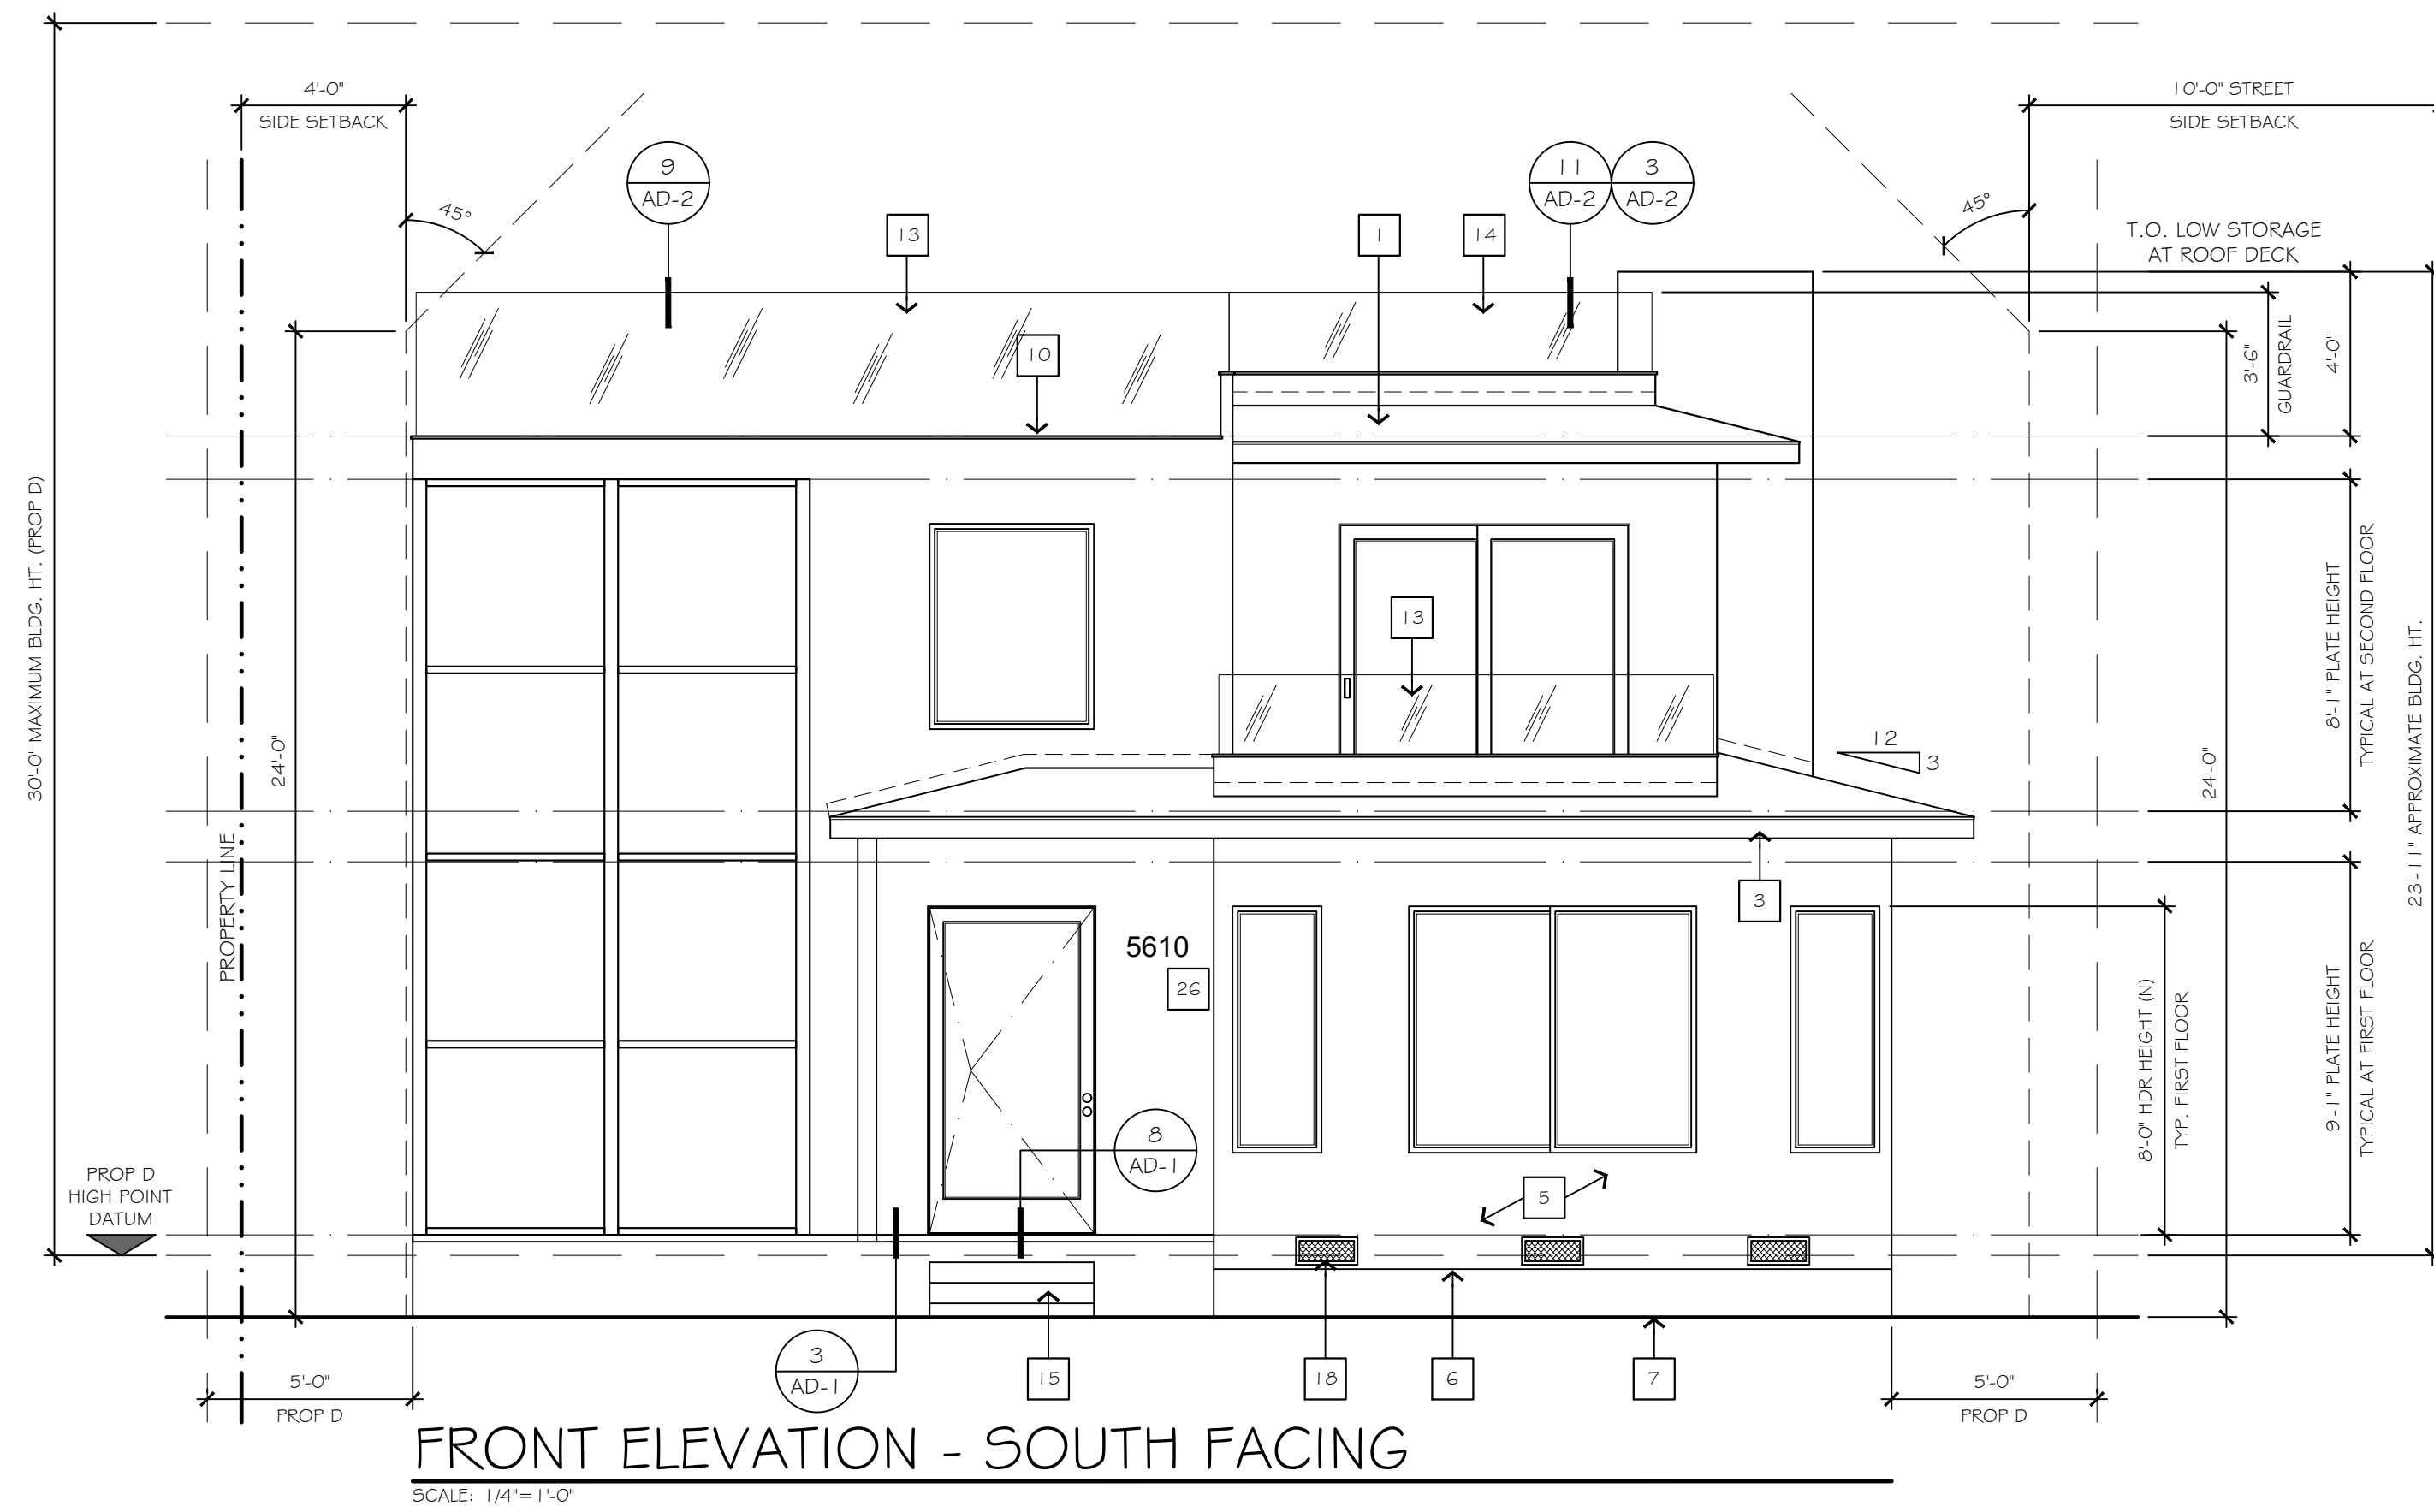 4'-0"
SIDE SETBACK
10'-0" STREET
SIDE SETBACK
9
AD-2
11
AD-2
3
AD-2
45°
45°
13
1
14
T.O. LOW STORAGE
AT ROOF DECK
10
3'-6"
GUARDRAIL
4'-0"
30'-0" MAXIMUM BLDG. HT. (PROP D)
24'-0"
PROPERTY LINE
13
12
3
8'-1" PLATE HEIGHT
TYPICAL AT SECOND FLOOR
24'-0"
23'-11" APPROXIMATE BLDG. HT.
3
5610
26
8'-0" HDR HEIGHT (N)
TYP. FIRST FLOOR
9'-1" PLATE HEIGHT
TYPICAL AT FIRST FLOOR
8
AD-1
PROP D
HIGH POINT
DATUM
5
3
AD-1
15
18
6
7
5'-0"
PROP D
5'-0"
PROP D
FRONT ELEVATION - SOUTH FACING
SCALE: 1/4"=1'-0"